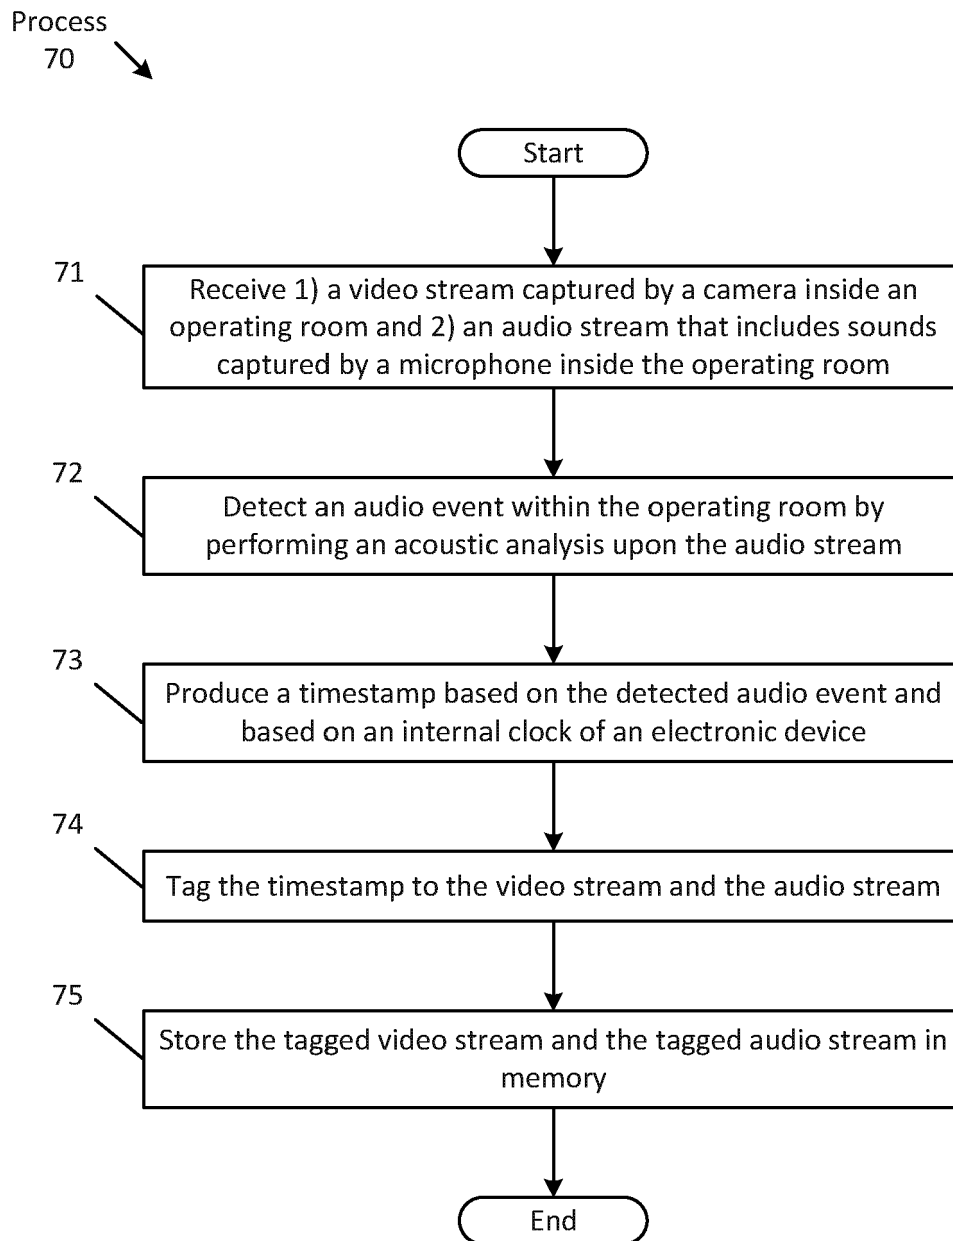 Process
70
Start
71
Receive 1) a video stream captured by a camera inside an
operating room and 2) an audio stream that includes sounds
captured by a microphone inside the operating room
72
Detect an audio event within the operating room by
performing an acoustic analysis upon the audio stream
73
Produce a timestamp based on the detected audio event and
based on an internal clock of an electronic device
74
Tag the timestamp to the video stream and the audio stream
75
Store the tagged video stream and the tagged audio stream in
memory
End